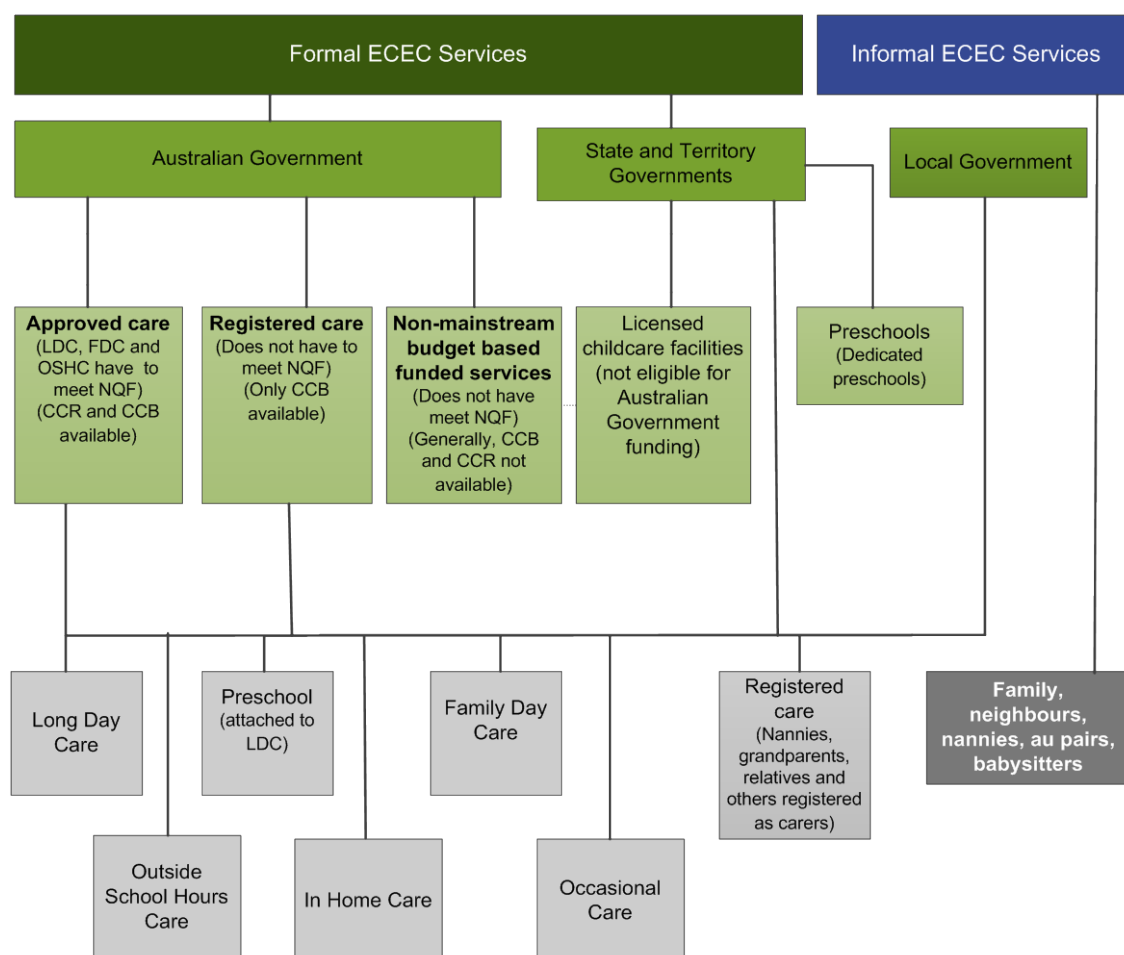 Formal ECEC Services
Informal ECEC Services
Australian Government
State and Territory
Governments
Local Government
Approved care
(LDC, FDC and
OSHC have  to
meet NQF)
(CCR and CCB
available)
Registered care
(Does not have to
meet NQF)
(Only CCB
available)
Non-mainstream
budget based
funded services
(Does not have
meet NQF)
(Generally, CCB
and CCR not
available)
Licensed
childcare facilities
(not eligible for
Australian
Government
funding)
Preschools
(Dedicated
preschools)
Long Day
Care
Preschool
(attached to
LDC)
Family Day
Care
Registered
care
(Nannies,
grandparents,
relatives and
others registered
as carers)
Family,
neighbours,
nannies, au pairs,
babysitters
Outside
School Hours
Care
In Home Care
Occasional
Care